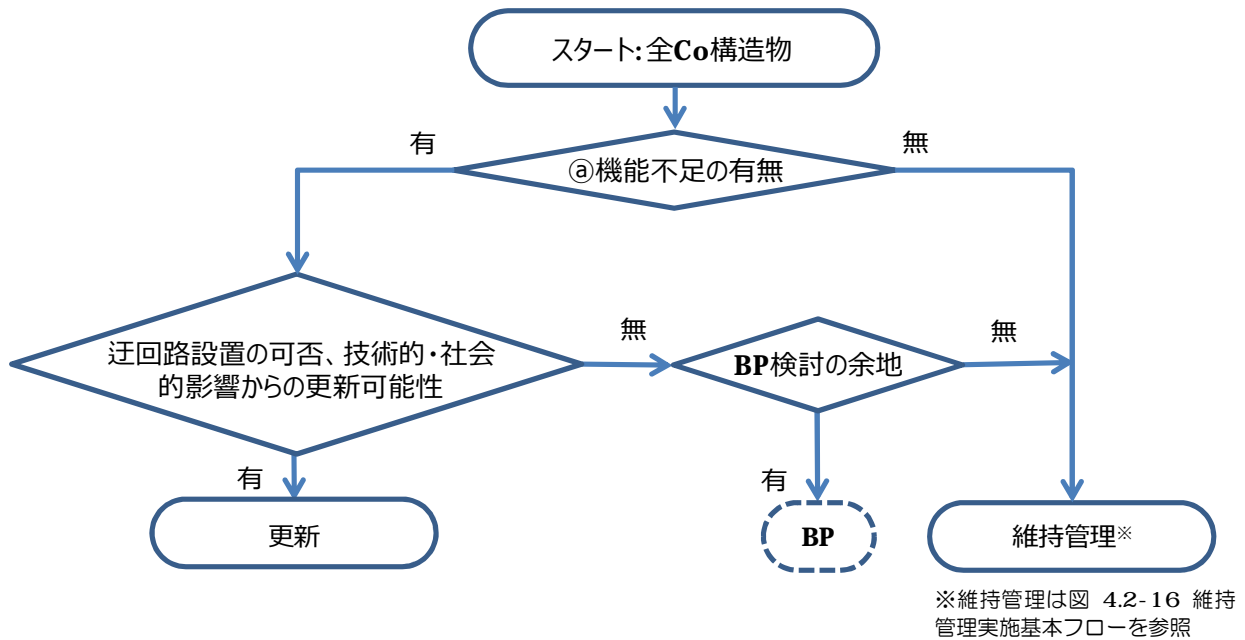 スタート:全Co構造物
有
無
ⓐ機能不足の有無
迂回路設置の可否、技術的・社会
的影響からの更新可能性
無
BP検討の余地
無
有
有
更新
BP
維持管理※
※維持管理は図 4.2-16 維持
管理実施基本フローを参照